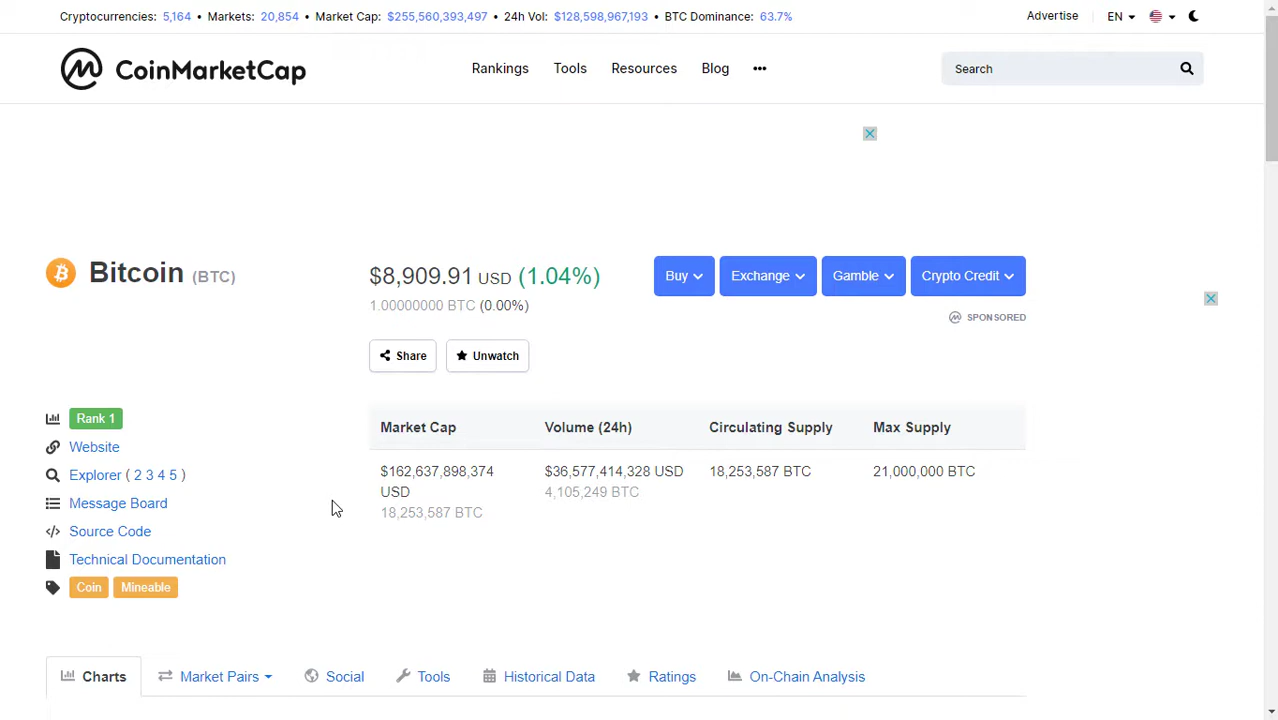 Cryptocurrencies: 5,164 • Markets: 20,854 • Market Cap: $255,560,393,497 • 24h Vol: $128,598,967,193 • BTC Dominance: 63.7% Advertise EN
CoinMarketCap Rankings Tools Resources Blog ••• Search
Bitcoin (BTC) $8,909.91 USD (1.04%) Buy Exchange Gamble Crypto Credit
1.00000000 BTC (0.00%)
SPONSORED
Share Unwatch
Rank 1
Website
Explorer ( 2 3 4 5 )
Message Board
Source Code
Technical Documentation
Coin Mineable
Market Cap Volume (24h) Circulating Supply Max Supply
$162,637,898,374 $36,577,414,328 USD 18,253,587 BTC 21,000,000 BTC
USD 4,105,249 BTC
18,253,587 BTC
Charts Market Pairs Social Tools Historical Data Ratings On-Chain Analysis